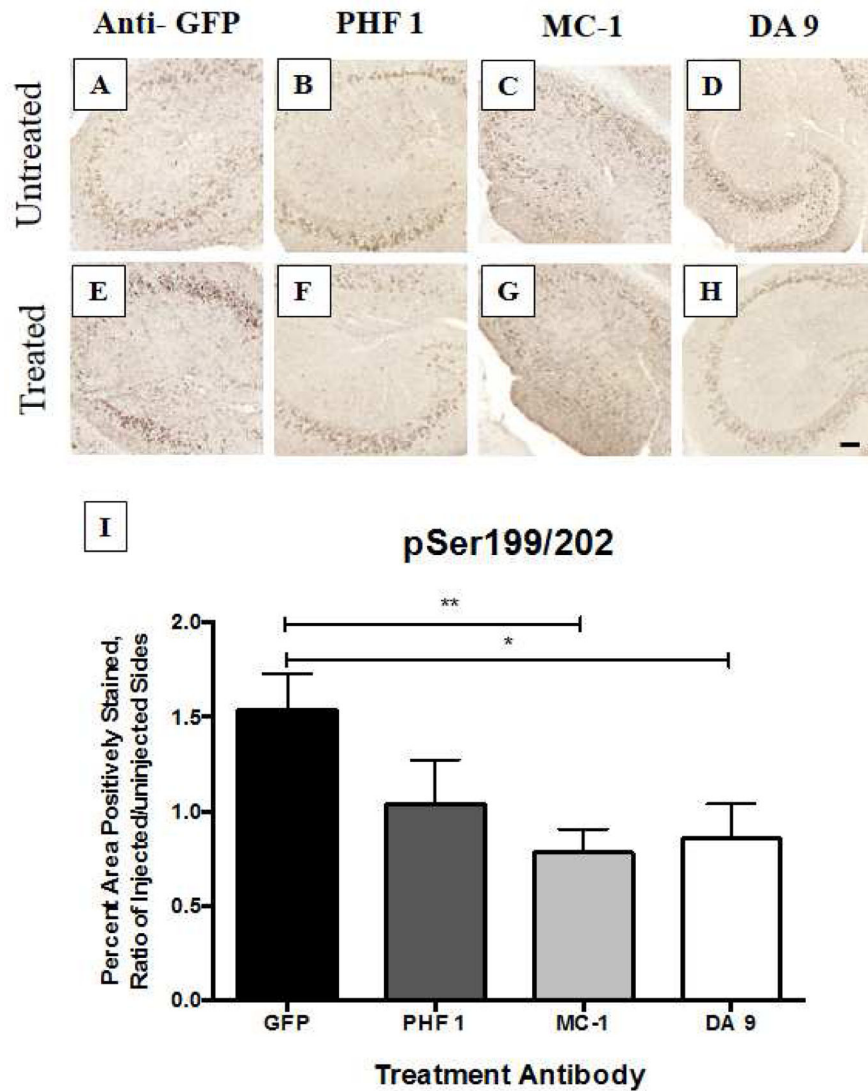 Anti- GFP PHF 1 MC-1 DA 9
Untreated
A B C D
Treated
E F G H
I
pSer199/202
Percent Area Positively Stained,
Ratio of Injected/uninjected Sides
2.0
1.5
1.0
0.5
0.0
**
*
GFP PHF 1 MC-1 DA 9
Treatment Antibody